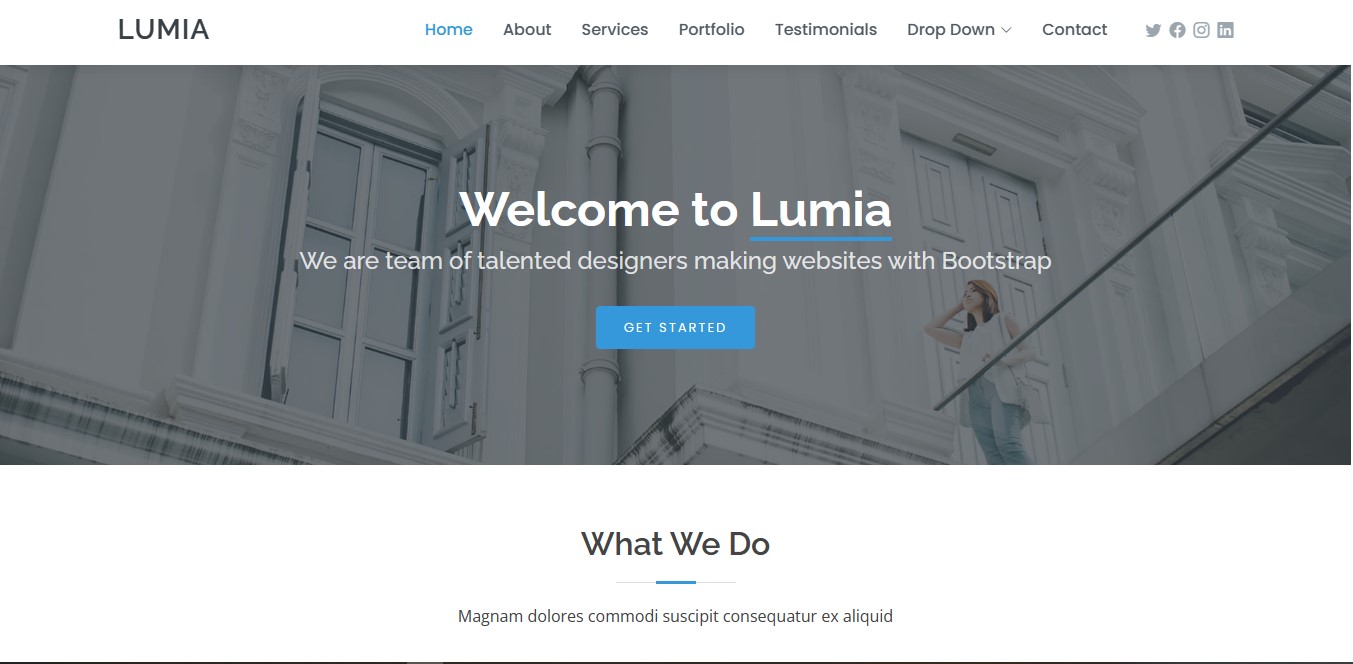 LUMIA
Home About Services Portfolio Testimonials Drop Down Contact
Welcome to Lumia
We are team of talented designers making websites with Bootstrap
GET STARTED
What We Do
Magnam dolores commodi suscipit consequatur ex aliquid